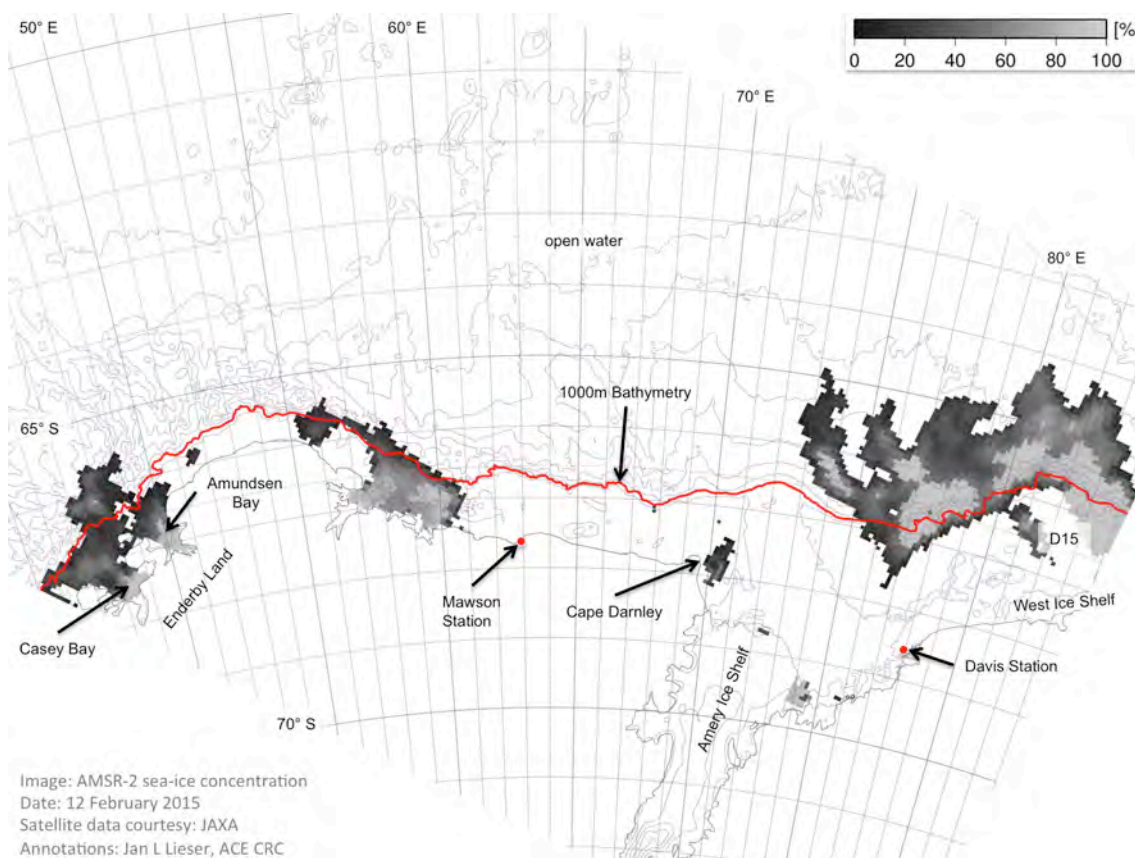 50° E
60° E
[%
0 20 40 60 80 100
70° E
open water
80° E
1000m Bathymetry
65° S
Amundsen
Bay
D15
Enderby Land
Mawson
Station
Cape Darnley
West Ice Shelf
Casey Bay
Davis Station
Amery Ice Shelf
70° S
Image: AMSR-2 sea-ice concentration
Date: 12 February 2015
Satellite data courtesy: JAXA
Annotations: Jan L Lieser, ACE CRC